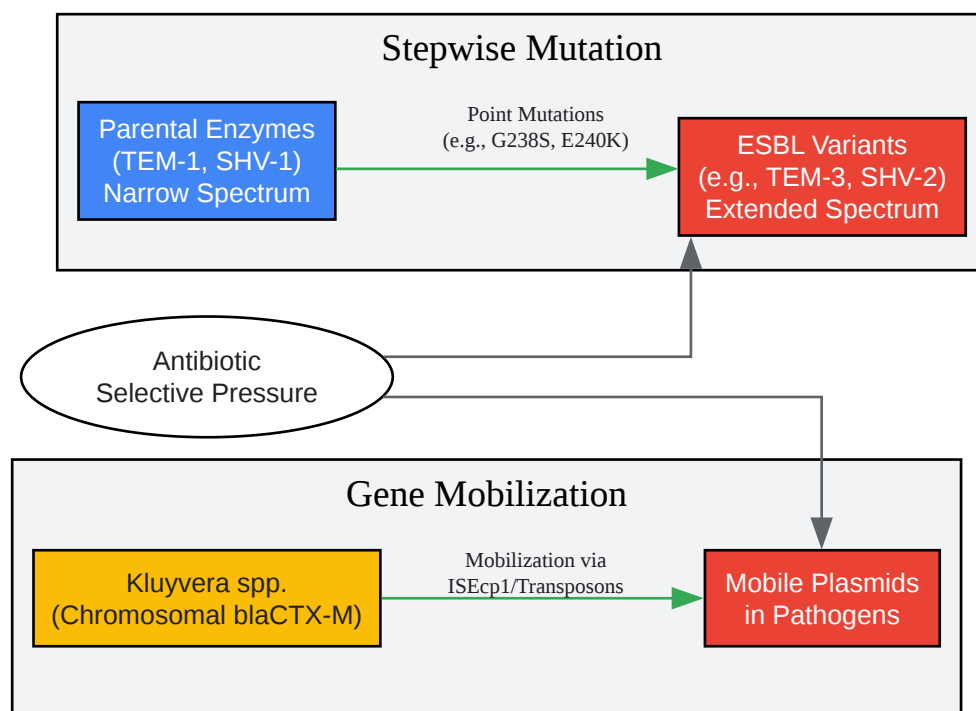 Stepwise Mutation
Parental Enzymes
(TEM-1, SHV-1)
Narrow Spectrum
Point Mutations
(e.g., G238S, E240K)
ESBL Variants
(e.g., TEM-3, SHV-2)
Extended Spectrum
Antibiotic
Selective Pressure
Gene Mobilization
Kluyvera spp.
(Chromosomal blaCTX-M)
Mobilization via
ISEcp1/Transposons
Mobile Plasmids
in Pathogens